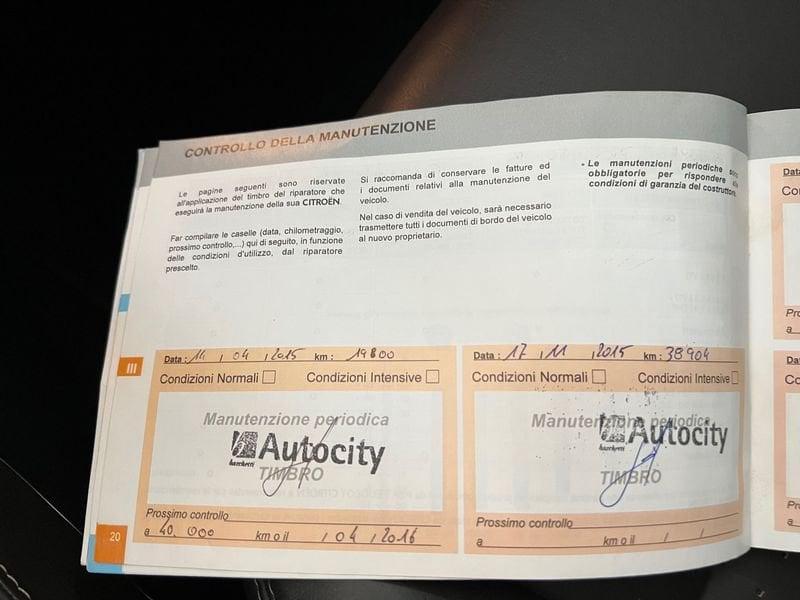 CONTROLLO DELLA MANUTENZIONE
Le pagine seguenti sono riservate
all'applicazione del timbro del riparatore che
eseguirà la manutenzione della sua CITROËN.
Far compilare le caselle (data, chilometraggio,
prossimo controllo,...) qui di seguito, in funzione
delle condizioni d'utilizzo, dal riparatore
prescelto.
Si raccomanda di conservare le fatture ed
i documenti relativi alla manutenzione del
veicolo.
Nel caso di vendita del veicolo, sarà necessario
trasmettere tutti i documenti di bordo del veicolo
al nuovo proprietario.
- Le manutenzioni periodiche sono
obbligatorie per rispondere alle
condizioni di garanzia del costruttore.
III
Data : 14 , 04 , 2015 km : 19800
Condizioni Normali Condizioni Intensive
Manutenzione periodica
Autocity
TIMBRO
Prossimo controllo
a 40.000 km o il , 04 , 2016
Data : 17 , 11 , 2015 km : 38904
Condizioni Normali Condizioni Intensive
Manutenzione periodica
Autocity
TIMBRO
Prossimo controllo
a km o il / /
20
Data
Pro
a
Data
Co
Pro
a